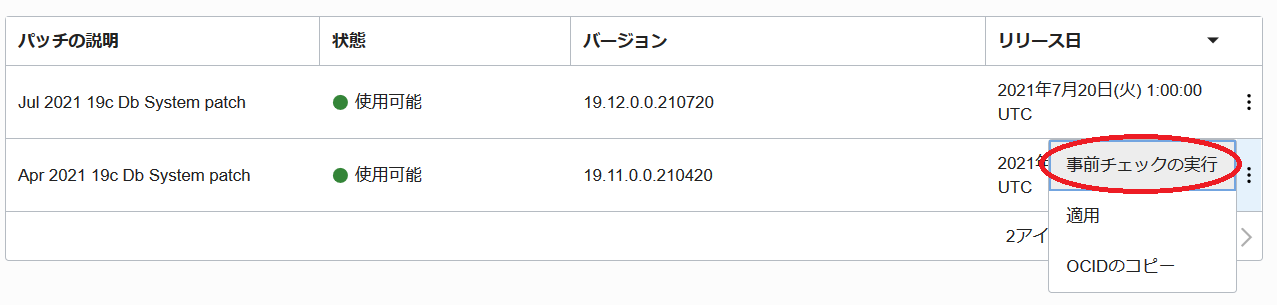 パッチの説明 状態 バージョン リリース日
Jul 2021 19c Db System patch 使用可能 19.12.0.0.210720 2021年7月20日(火) 1:00:00
UTC
Apr 2021 19c Db System patch 使用可能 19.11.0.0.210420 2021年
UTC
事前チェックの実行
適用
2アイ
OCIDのコピー